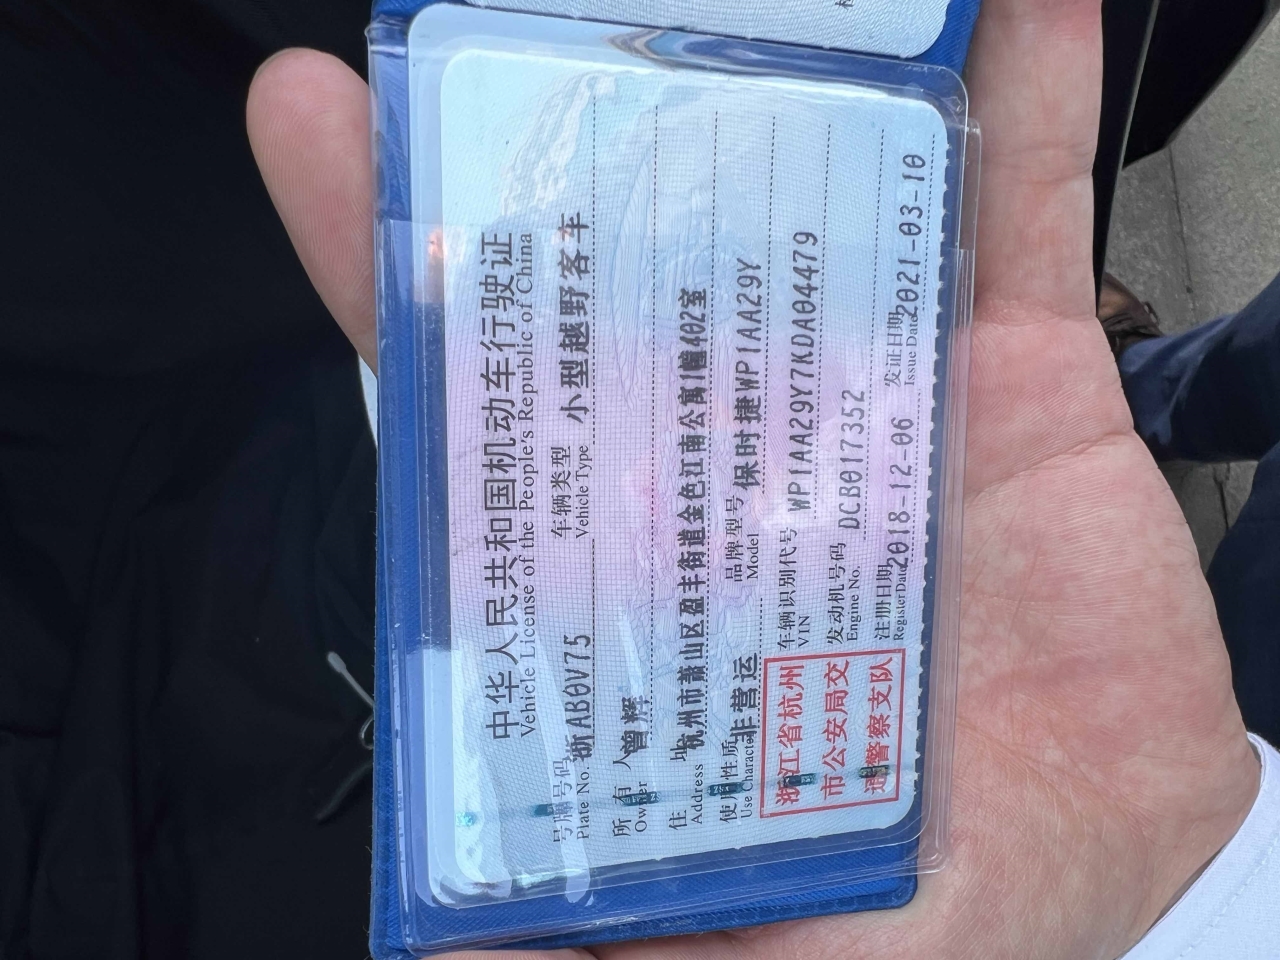 中华人民共和国机动车行驶证
Vehicle License of the People's Republic of China
号牌号码 浙AB0V75 车辆类型 小型越野客车
Plate No. Vehicle Type
所有人 曾辉
Owner
住址 杭州市萧山区盈丰街道金色江南公寓1幢402室
Address
使用性质 非营运 品牌型号 保时捷WP1AA29Y
Use Character Model
浙江省杭州
市公安局交
通警察支队
车辆识别代号 WP1AA29Y7KDA04479
VIN
发动机号码 DCB017352
Engine No.
注册日期 2018-12-06 发证日期 2021-03-10
Register Date Issue Date